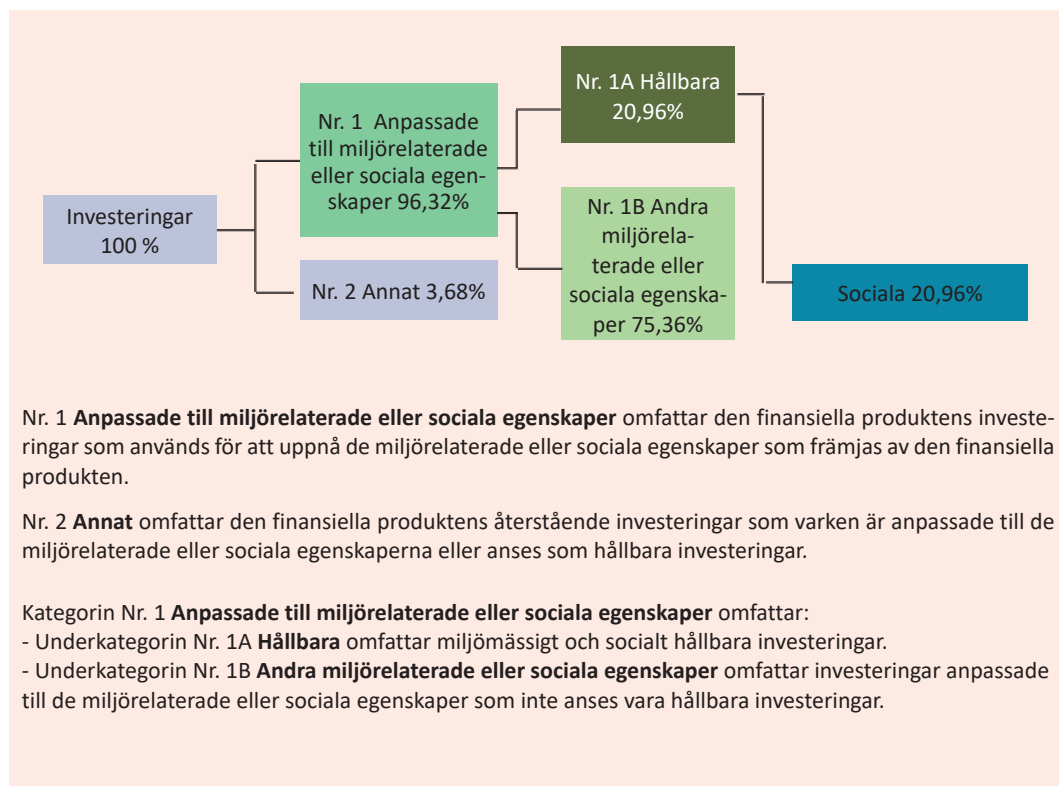 Investeringar
100 %
Nr. 1 Anpassade
till miljörelaterade
eller sociala egen-
skaper 96,32%
Nr. 2 Annat 3,68%
Nr. 1A Hållbara
20,96%
Nr. 1B Andra
miljörela-
terade eller
sociala egenska-
per 75,36%
Sociala 20,96%
Nr. 1 Anpassade till miljörelaterade eller sociala egenskaper omfattar den finansiella produktens investe-
ringar som används för att uppnå de miljörelaterade eller sociala egenskaper som främjas av den finansiella
produkten.
Nr. 2 Annat omfattar den finansiella produktens återstående investeringar som varken är anpassade till de
miljörelaterade eller sociala egenskaperna eller anses som hållbara investeringar.
Kategorin Nr. 1 Anpassade till miljörelaterade eller sociala egenskaper omfattar:
- Underkategorin Nr. 1A Hållbara omfattar miljömässigt och socialt hållbara investeringar.
- Underkategorin Nr. 1B Andra miljörelaterade eller sociala egenskaper omfattar investeringar anpassade
till de miljörelaterade eller sociala egenskaper som inte anses vara hållbara investeringar.